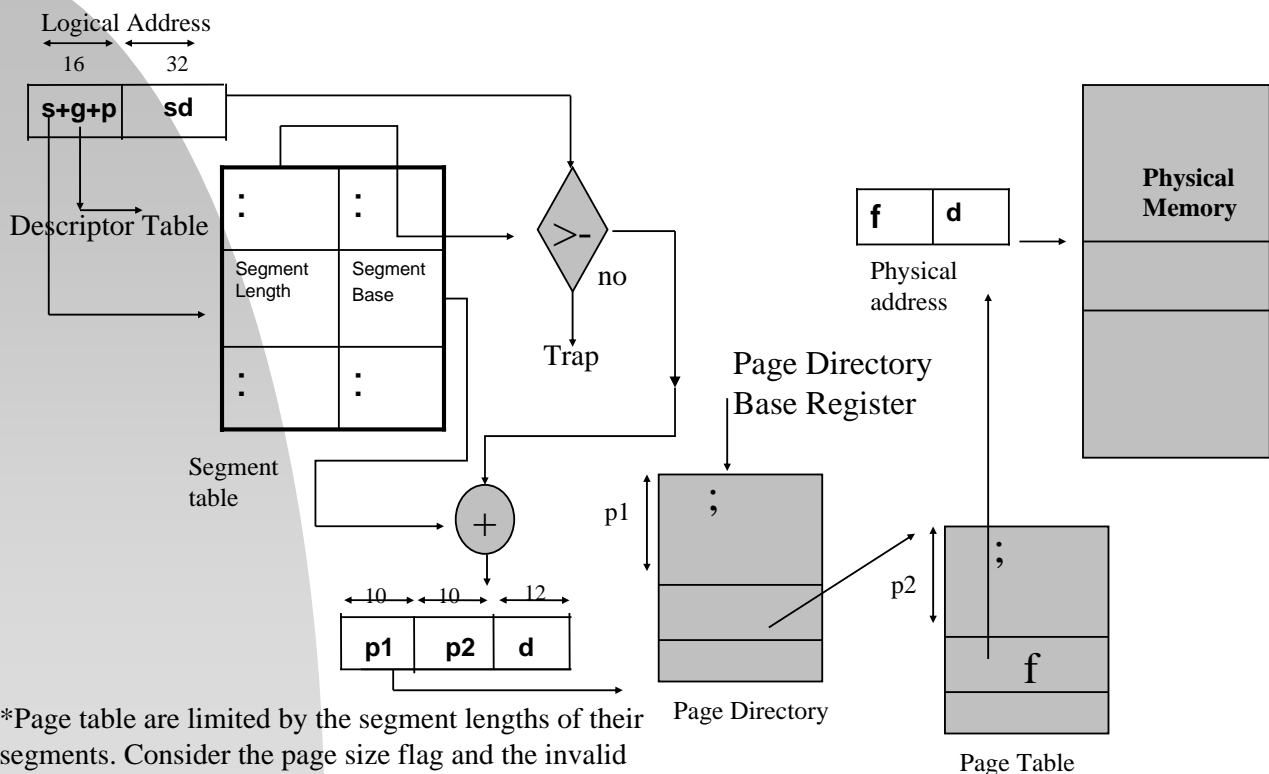 Logical Address
16
32
s+g+p
sd
Descriptor Table
:
:
:
:
Segment
Length
Segment
Base
:
:
:
:
Segment
table
>-
no
Trap
+
10
10
12
p1
p2
d
Page Directory
Base Register
p1
;
Page Directory
p2
;
f
Page Table
f
d
Physical
address
Physical
Memory
*Page table are limited by the segment lengths of their
segments. Consider the page size flag and the invalid